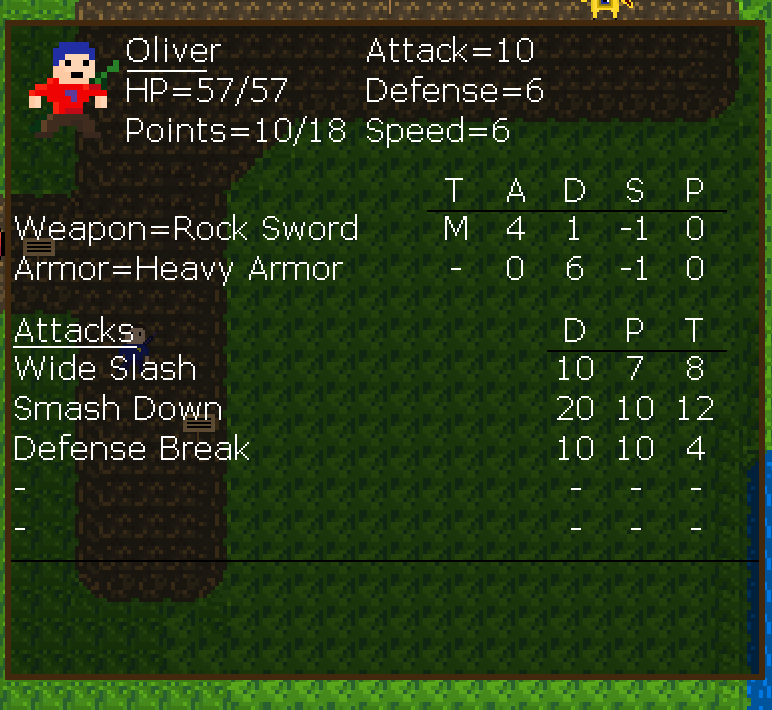 Oliver Attack=10
HP=57/57 Defense=6
Points=10/18 Speed=6
T A D S P
Weapon=Rock Sword M 4 1 -1 0
Armor=Heavy Armor - 0 6 -1 0
Attacks D P T
Wide Slash 10 7 8
Smash Down 20 10 12
Defense Break 10 10 4
- - - -
- - - -